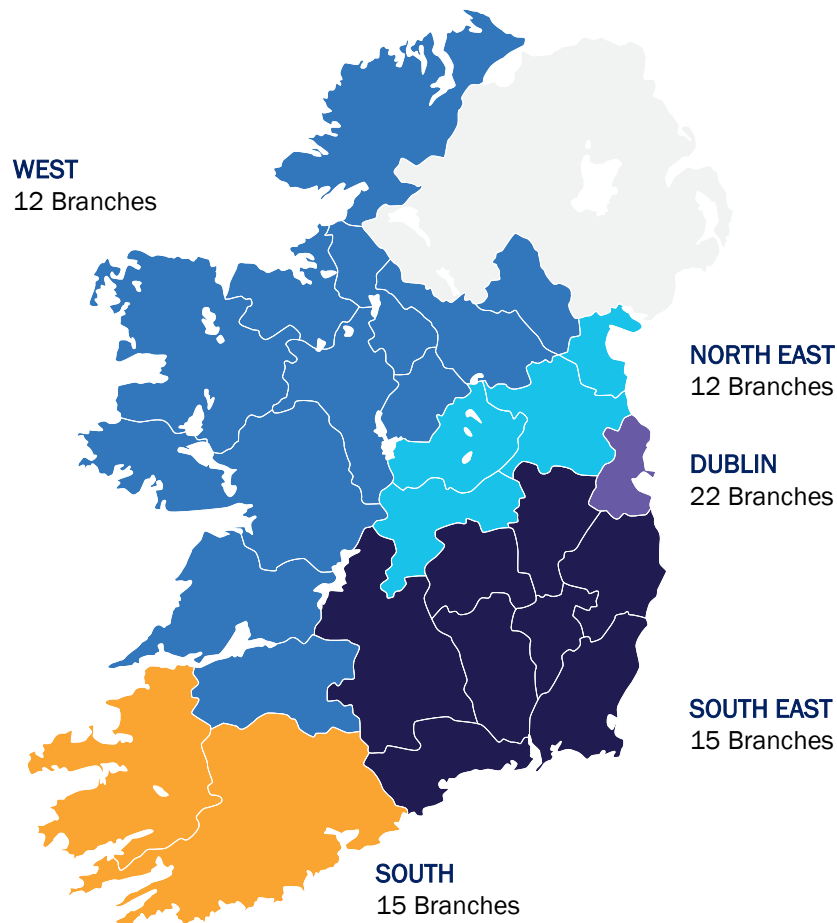 WEST
12 Branches
NORTH EAST
12 Branches
DUBLIN
22 Branches
SOUTH EAST
15 Branches
SOUTH
15 Branches